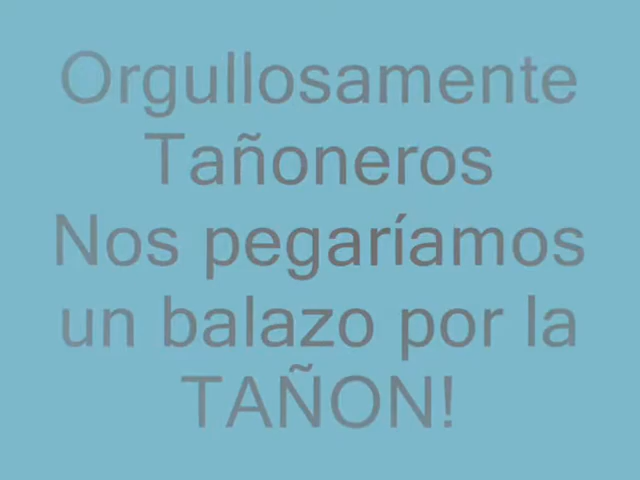 Orgullosamente
Tañoneros
Nos pegaríamos
un balazo por la
TAÑON!